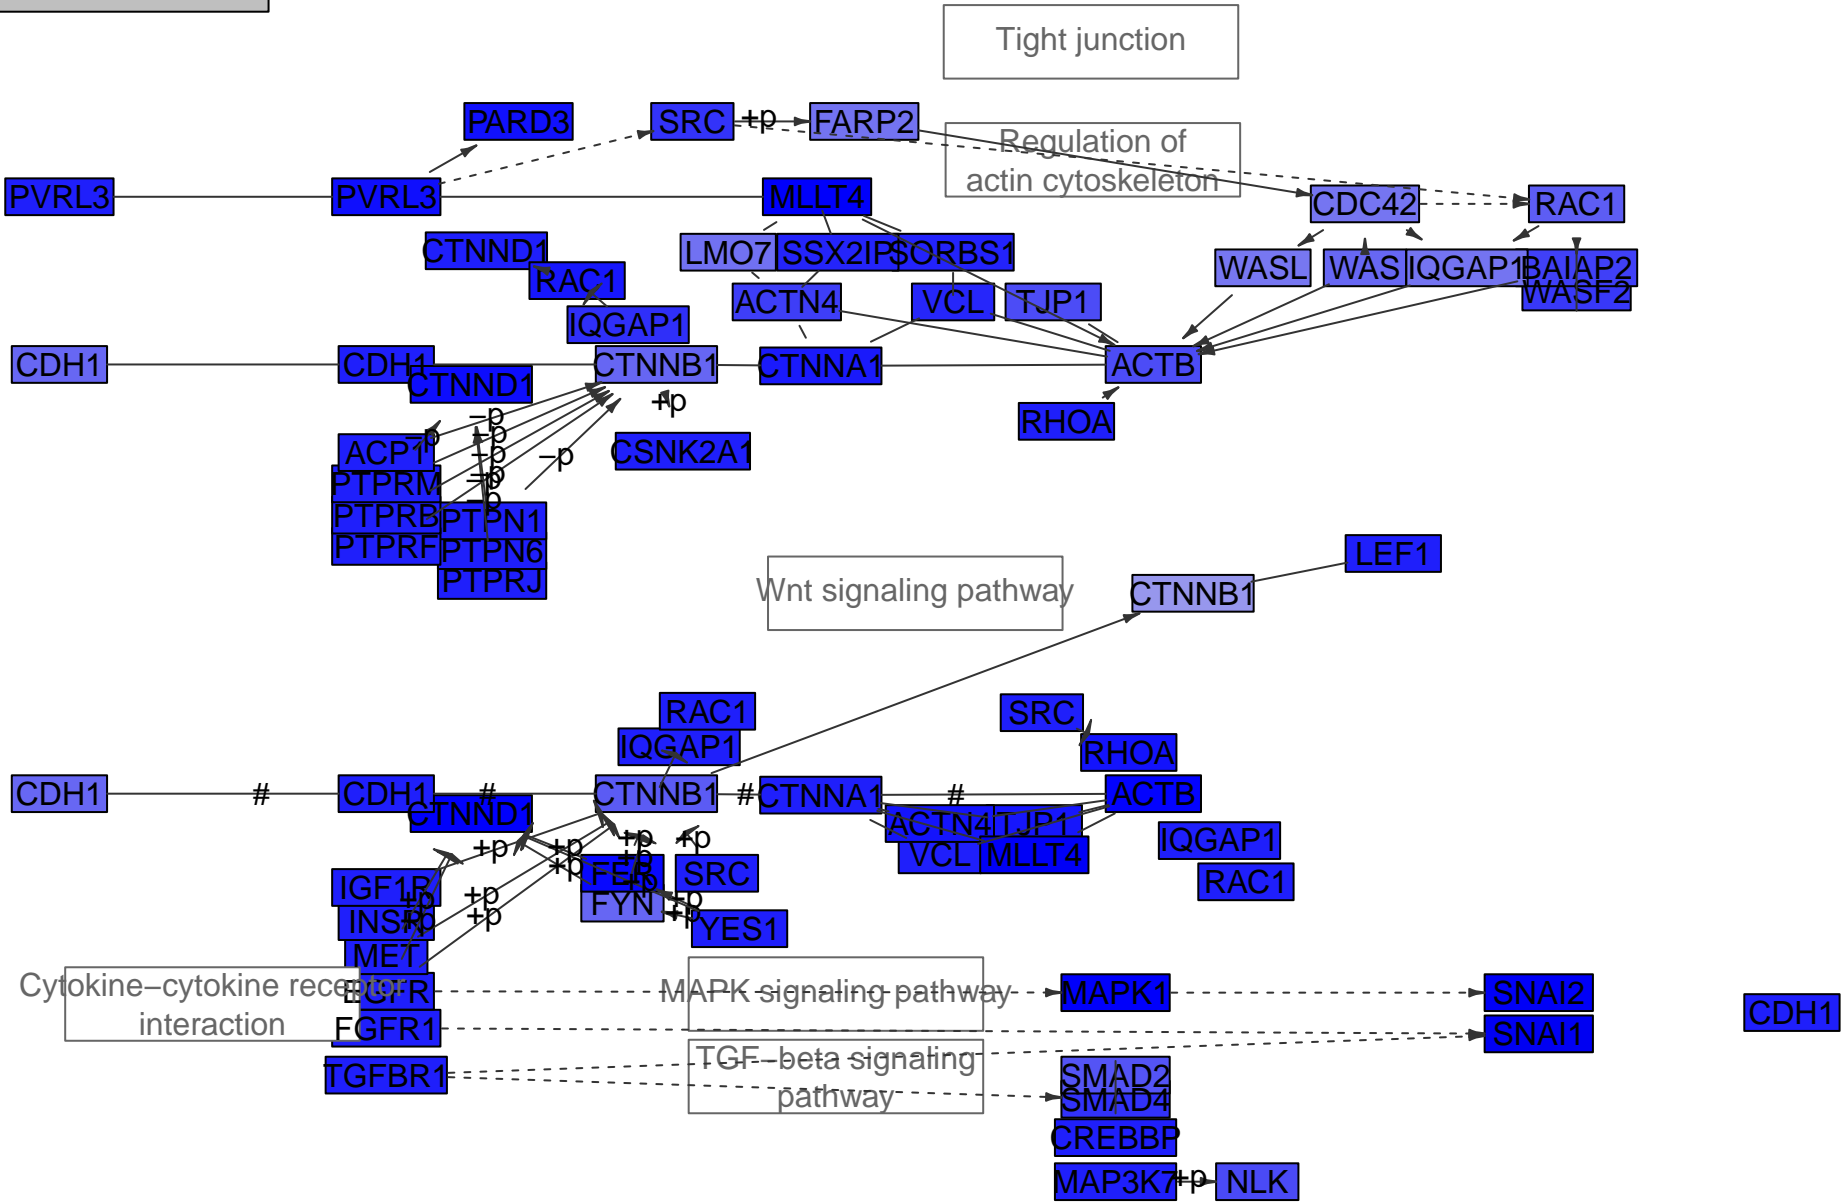 Tight junction
PARD3
SRC
+p
FARP2
Regulation of
actin cytoskeleton
PVRL3
PVRL3
MLLT4
CDC42
RAC1
CTNND1
LMO7
SSX2IP
SORBS1
WASL
WAS
IQGAP1
BAIAP2
RAC1
WASF2
ACTN4
VCL
TJP1
IQGAP1
CDH1
CDH1
CTNNB1
CTNNA1
ACTB
CTNND1
+p
RHOA
−p
−p
−p
ACP1
CSNK2A1
−p
−p
−p
−p
PTPRM
−p
PTPRB
PTPN1
PTPRF
PTPN6
PTPRJ
LEF1
Wnt signaling pathway
CTNNB1
RAC1
SRC
IQGAP1
RHOA
CDH1
#
CDH1
#
CTNNB1
#
CTNNA1
#
ACTB
CTNND1
ACTN4
TJP1
+p
+p
+p
+p
IQGAP1
VCL
MLLT4
+p
+p
FER
SRC
RAC1
IGF1R
+p
+p
+p
FYN
+p
INSR
+p
+p
+p
YES1
MET
Cytokine−cytokine receptor
interaction
EGFR
MAPK signaling pathway
MAPK1
SNAI2
CDH1
FGFR1
SNAI1
TGF−beta signaling
pathway
TGFBR1
SMAD2
SMAD4
CREBBP
MAP3K7
+p
NLK